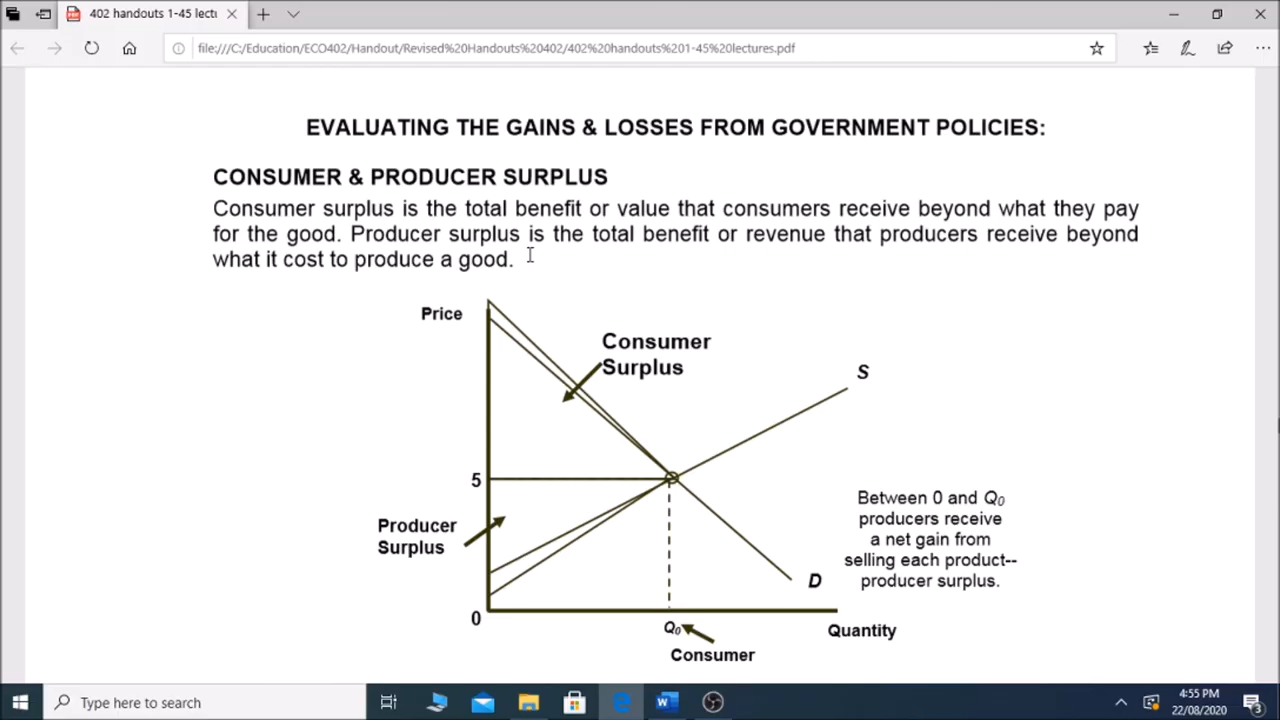 402 handouts 1-45 lectu
file:///C:/Education/ECO402/Handout/Revised%20Handouts%20402/402%20handouts%201-45%20lectures.pdf
EVALUATING THE GAINS & LOSSES FROM GOVERNMENT POLICIES:
CONSUMER & PRODUCER SURPLUS
Consumer surplus is the total benefit or value that consumers receive beyond what they pay
for the good. Producer surplus is the total benefit or revenue that producers receive beyond
what it cost to produce a good.
Price
Consumer
Surplus
S
5
Producer
Surplus
Between 0 and Q0
producers receive
a net gain from
selling each product--
producer surplus.
D
0
Q0
Quantity
Consumer
Type here to search
4:55 PM
22/08/2020
3